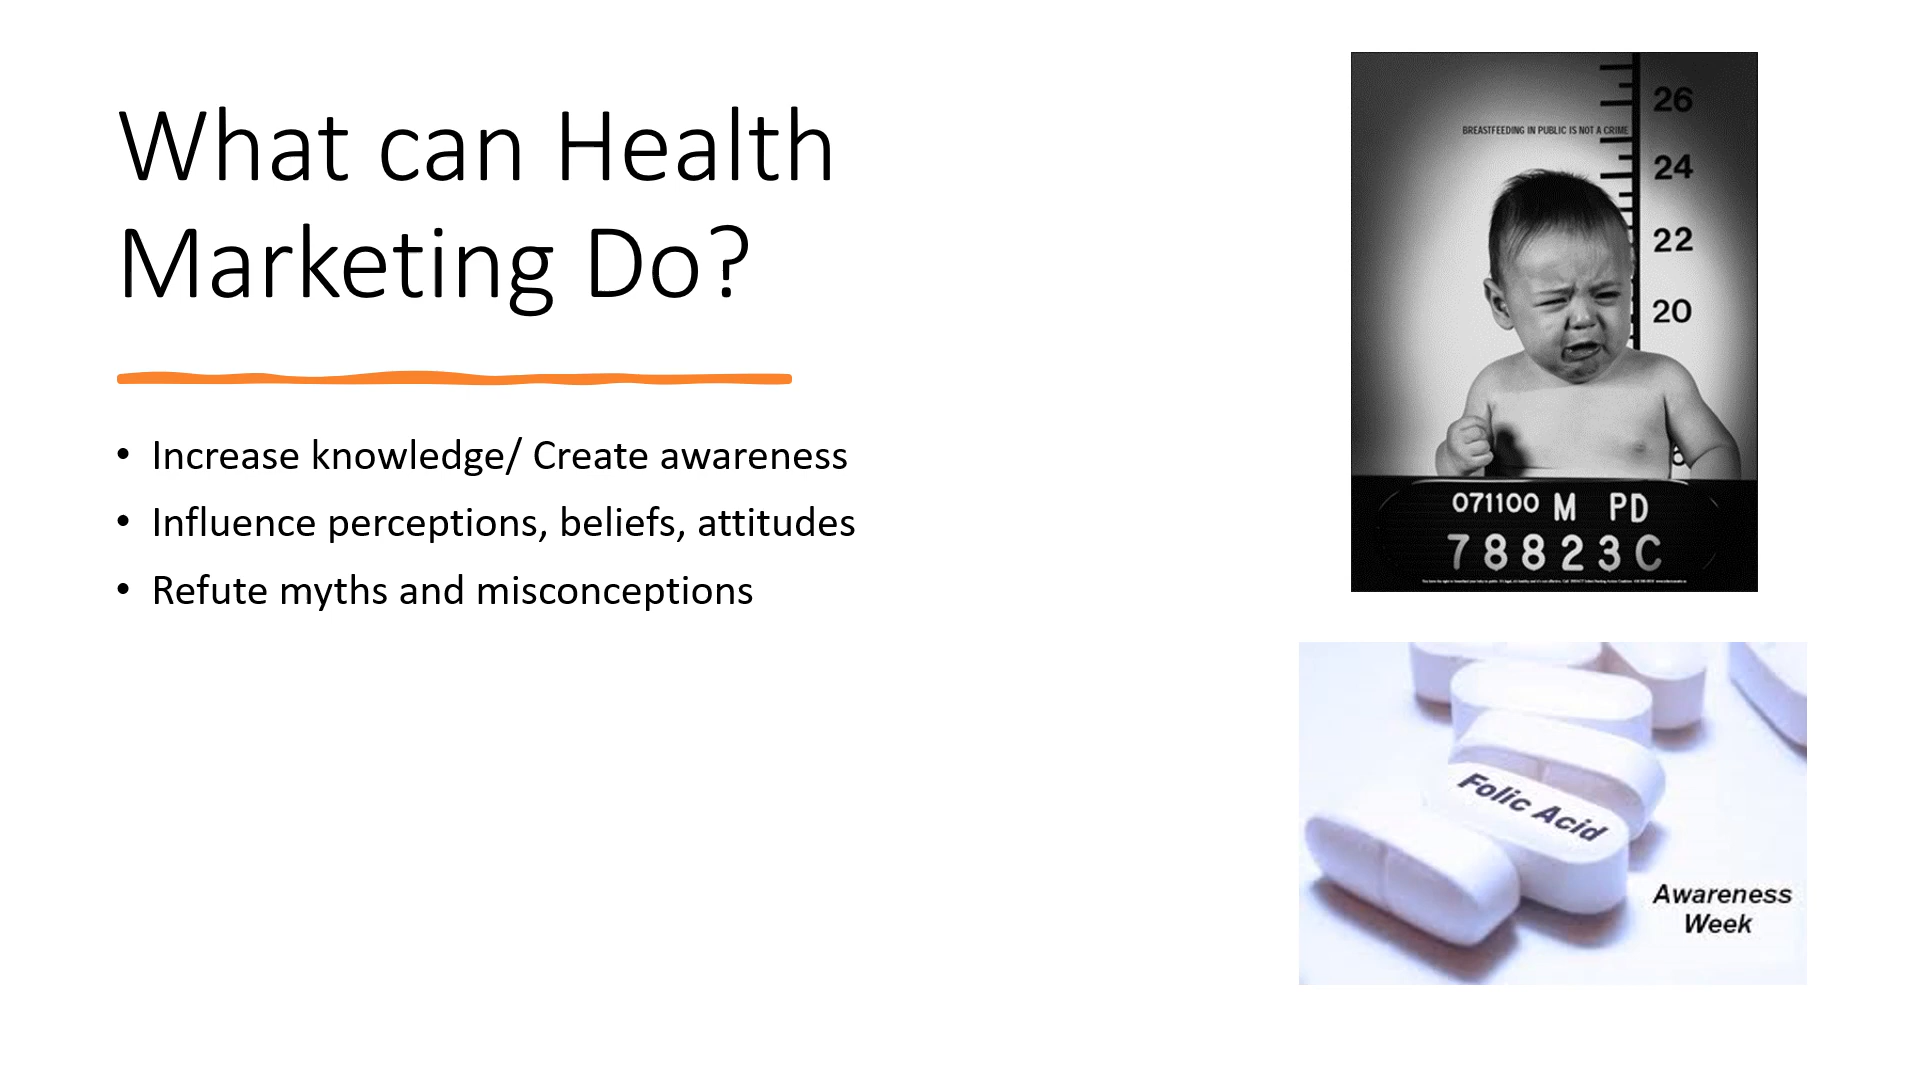 What can Health
Marketing Do?
• Increase knowledge/ Create awareness
• Influence perceptions, beliefs, attitudes
• Refute myths and misconceptions
BREASTFEEDING IN PUBLIC IS NOT A CRIME
26
24
22
20
071100 M PD
78823C
Folic Acid
Awareness
Week